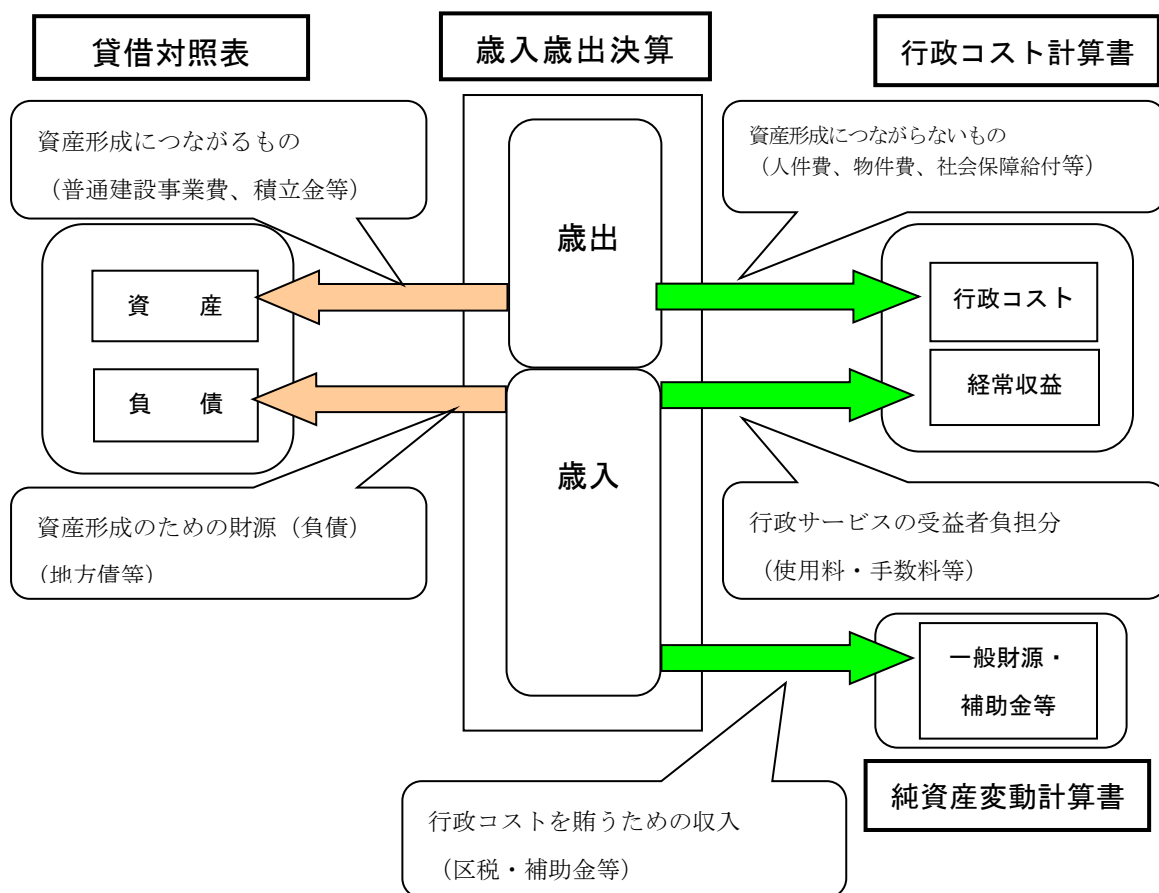 貸借対照表
歳入歳出決算
行政コスト計算書
資産形成につながるもの
（普通建設事業費、積立金等）
資産形成につながらないもの
（人件費、物件費、社会保障給付等）
歳出
資　　産
行政コスト
負　　債
経常収益
歳入
資産形成のための財源（負債）
（地方債等）
行政サービスの受益者負担分
（使用料・手数料等）
一般財源・
補助金等
純資産変動計算書
行政コストを賄うための収入
（区税・補助金等）